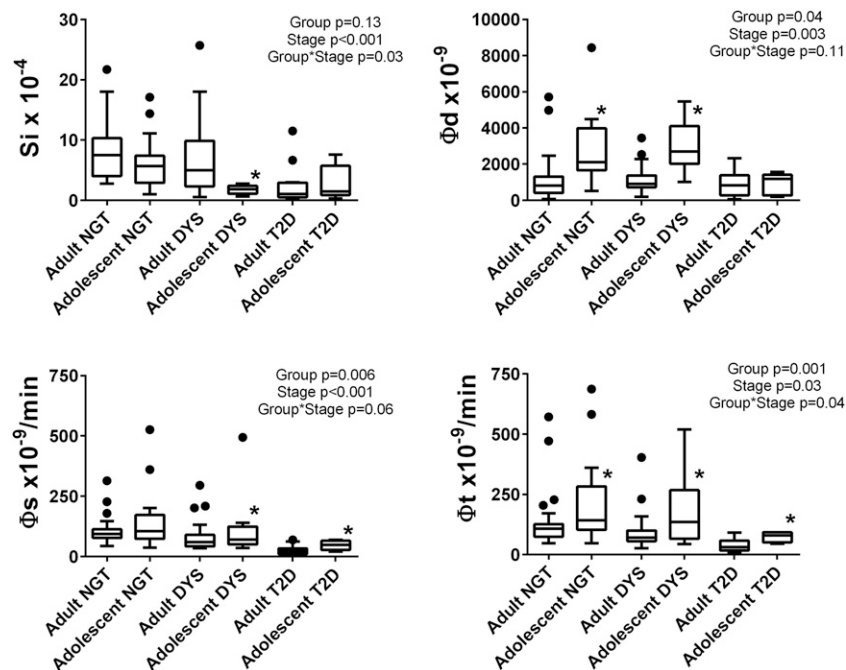 Group p=0.13
Stage p<0.001
Group*Stage p=0.03
Si x 10-4
30
20
10
0
Adult NGT
Adolescent NGT
Adult DYS
Adolescent DYS
Adult T2D
Adolescent T2D
*
Group p=0.04
Stage p=0.003
Group*Stage p=0.11
Φd x10-9
10000
8000
6000
4000
2000
0
Adult NGT
Adolescent NGT
Adult DYS
Adolescent DYS
Adult T2D
Adolescent T2D
*
*
Group p=0.006
Stage p<0.001
Group*Stage p=0.06
Φs x10-9/min
750
500
250
0
Adult NGT
Adolescent NGT
Adult DYS
Adolescent DYS
Adult T2D
Adolescent T2D
*
*
Group p=0.001
Stage p=0.03
Group*Stage p=0.04
Φt x10-9/min
750
500
250
0
Adult NGT
Adolescent NGT
Adult DYS
Adolescent DYS
Adult T2D
Adolescent T2D
*
*
*